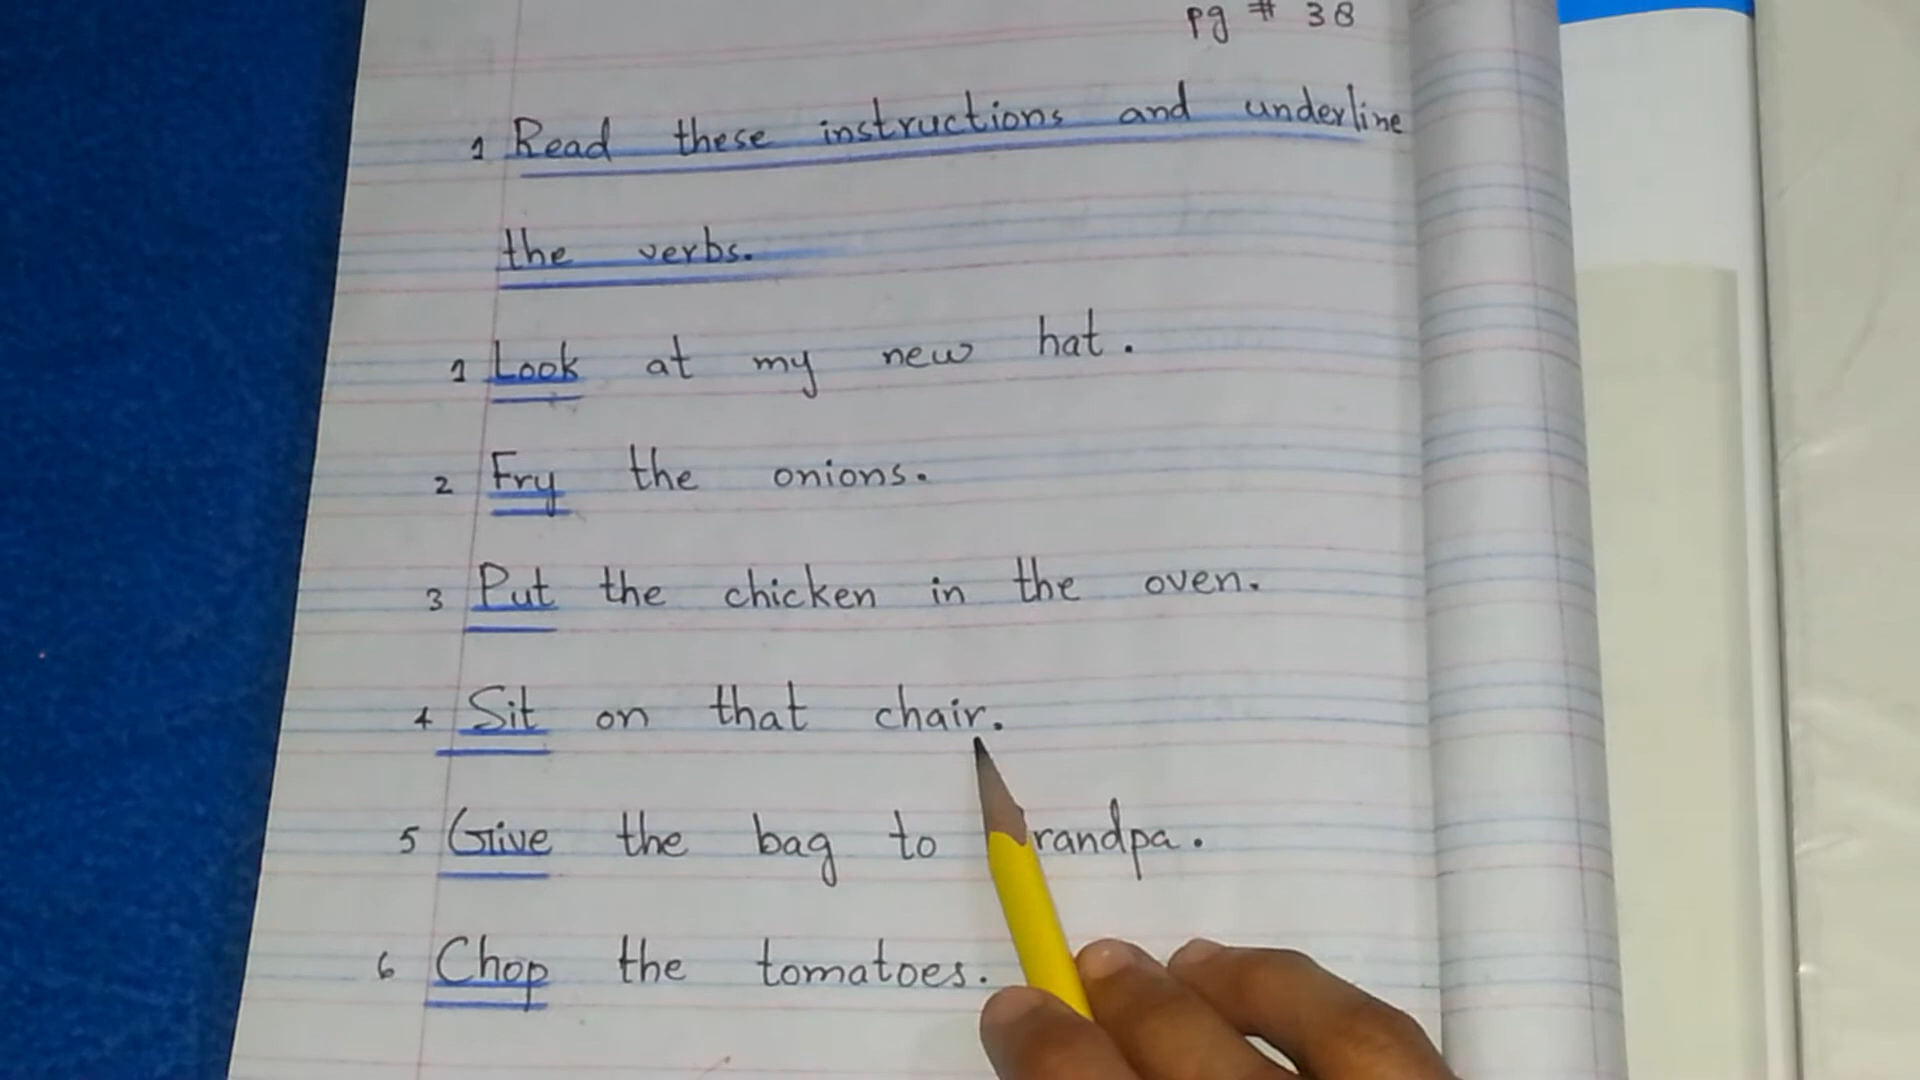 pg # 38
1 Read these instructions and underline
the verbs.
1 Look at my new hat.
2 Fry the onions.
3 Put the chicken in the oven.
4 Sit on that chair.
5 Give the bag to randpa.
6 Chop the tomatoes.